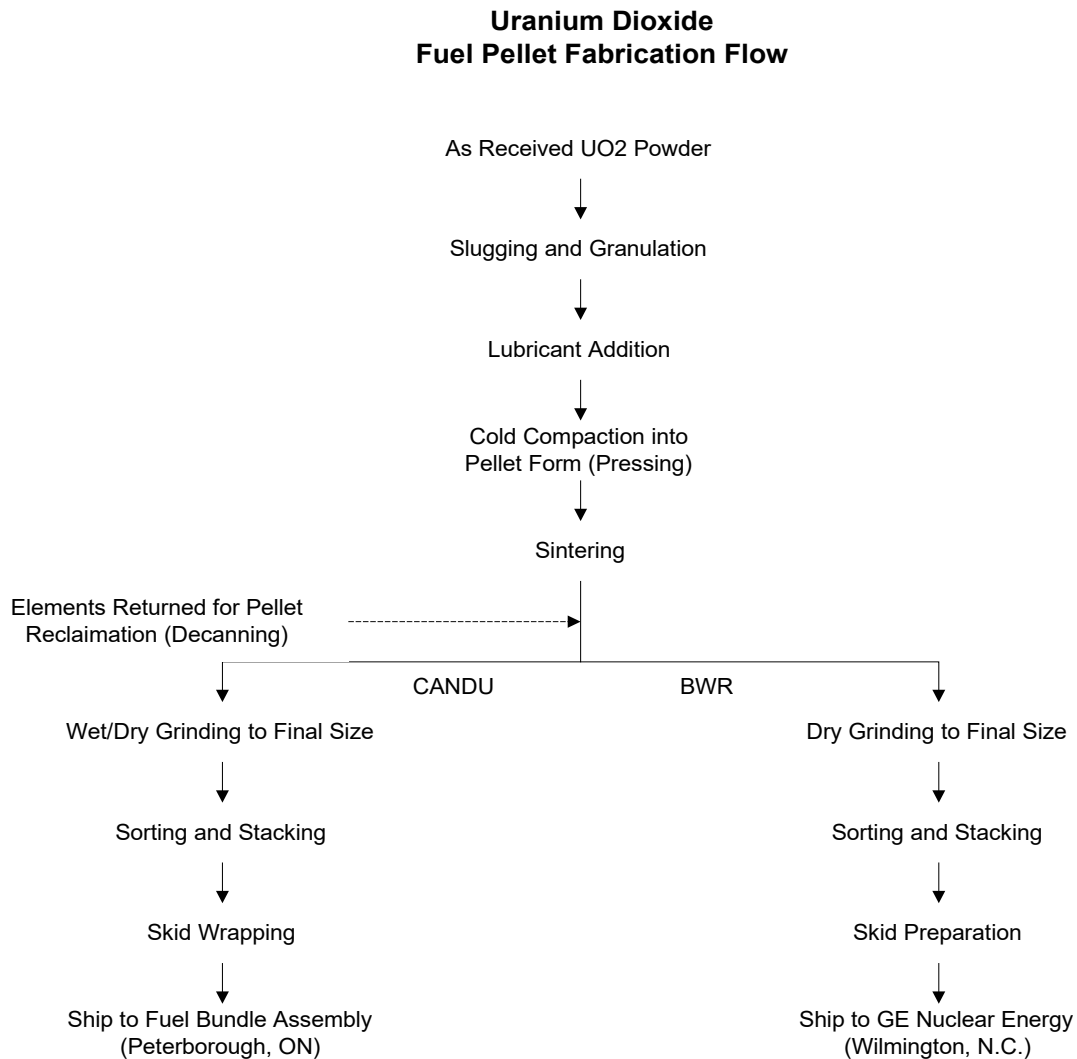 Uranium Dioxide
Fuel Pellet Fabrication Flow
As Received UO2 Powder
Slugging and Granulation
Lubricant Addition
Cold Compaction into
Pellet Form (Pressing)
Sintering
Elements Returned for Pellet
Reclaimation (Decanning)
CANDU
BWR
Wet/Dry Grinding to Final Size
Dry Grinding to Final Size
Sorting and Stacking
Sorting and Stacking
Skid Wrapping
Skid Preparation
Ship to Fuel Bundle Assembly
(Peterborough, ON)
Ship to GE Nuclear Energy
(Wilmington, N.C.)